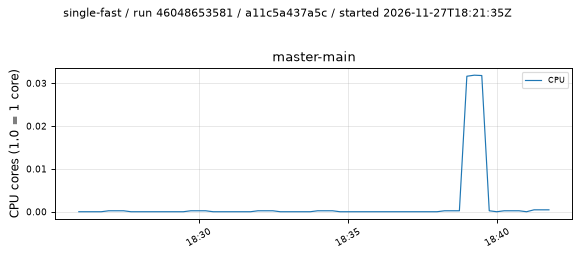 single-fast / run 46048653581 / a11c5a437a5c / started 2026-11-27T18:21:35Z
master-main
CPU
CPU cores (1.0 = 1 core)
0.03
0.02
0.01
0.00
18:30
18:35
18:40